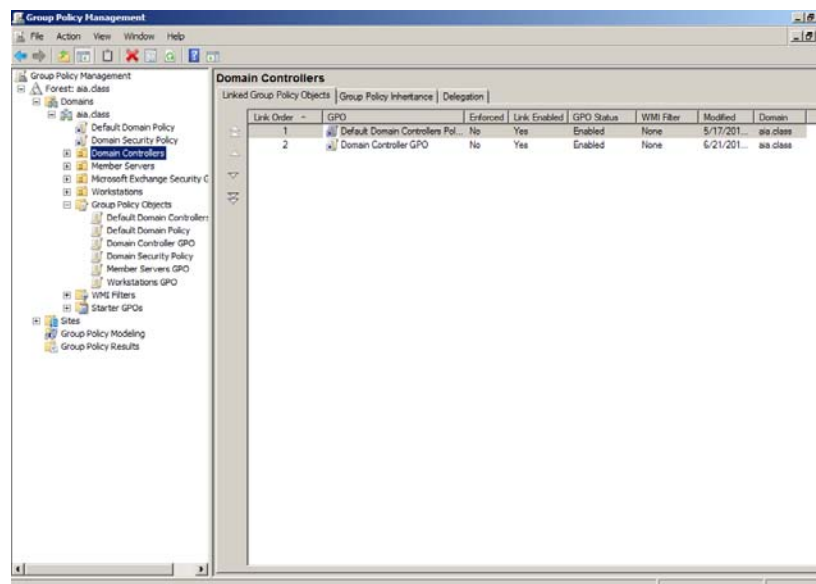 Group Policy Management
File Action View Window Help
Group Policy Management
Forest: aia.class
Domains
aia.class
Default Domain Policy
Domain Security Policy
Domain Controllers
Member Servers
Microsoft Exchange Security G
Workstations
Group Policy Objects
Default Domain Controllers
Default Domain Policy
Domain Controller GPO
Domain Security Policy
Member Servers GPO
Workstations GPO
WMI Filters
Starter GPOs
Sites
Group Policy Modeling
Group Policy Results
Domain Controllers
Linked Group Policy Objects Group Policy Inheritance Delegation
Link Order GPO Enforced Link Enabled GPO Status WMI Filter Modified Domain
1 Default Domain Controllers Pol... No Yes Enabled None 5/17/201... aia.class
2 Domain Controller GPO No Yes Enabled None 6/21/201... aia.class